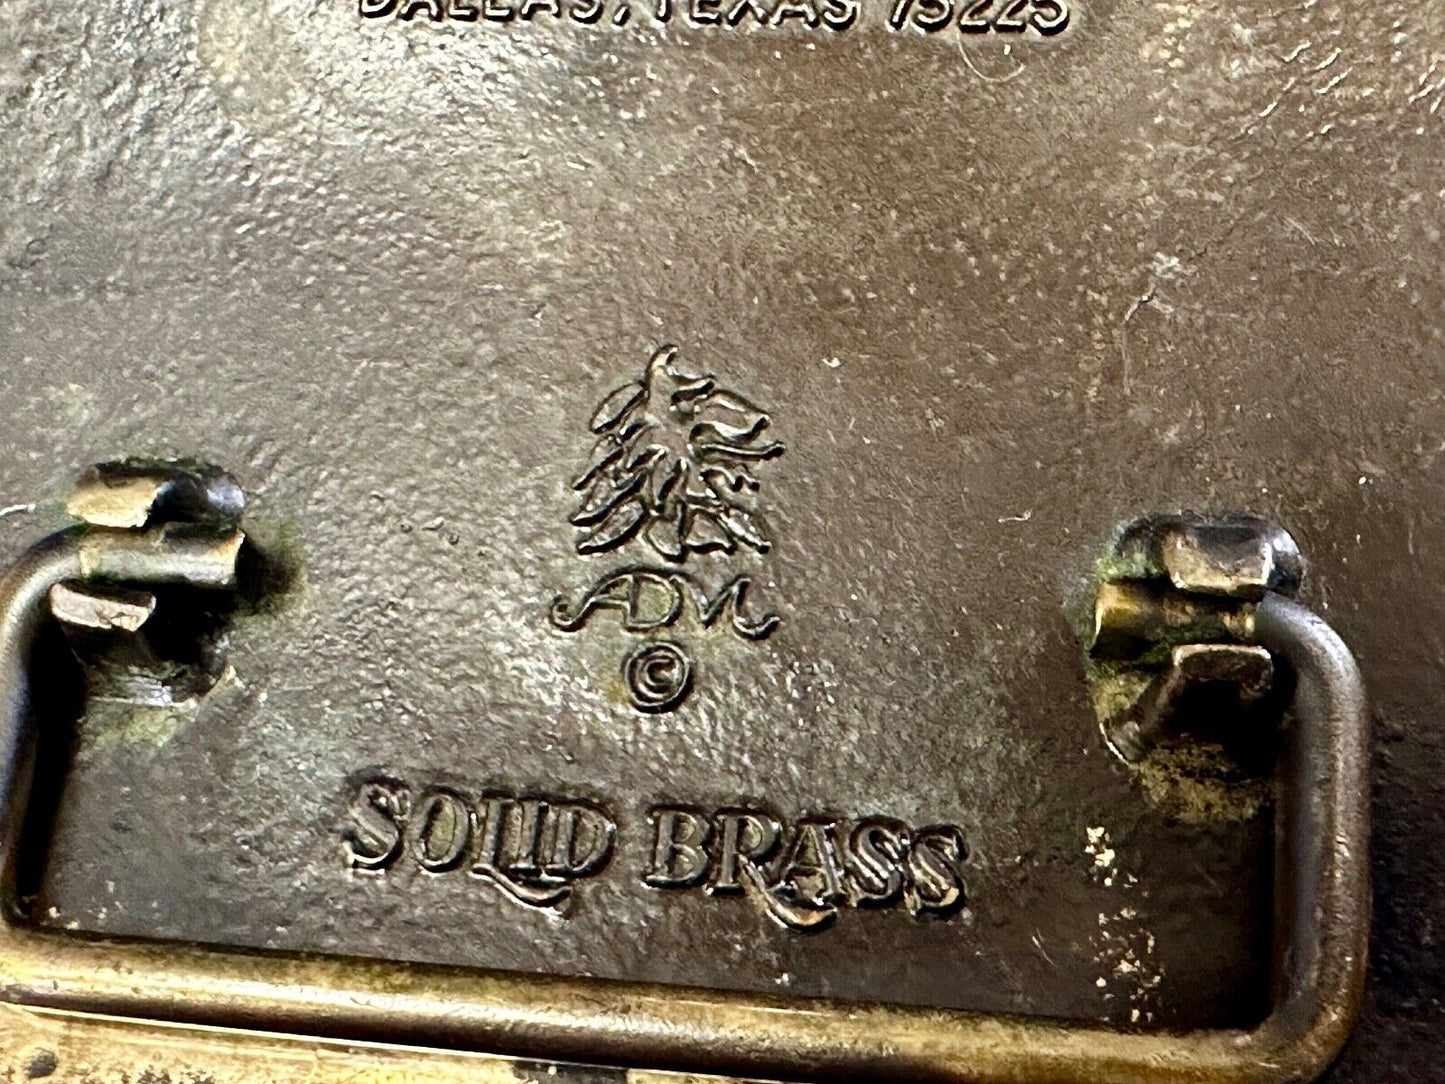 DALLAS, TEXAS 75225
ADM
©
SOLID BRASS